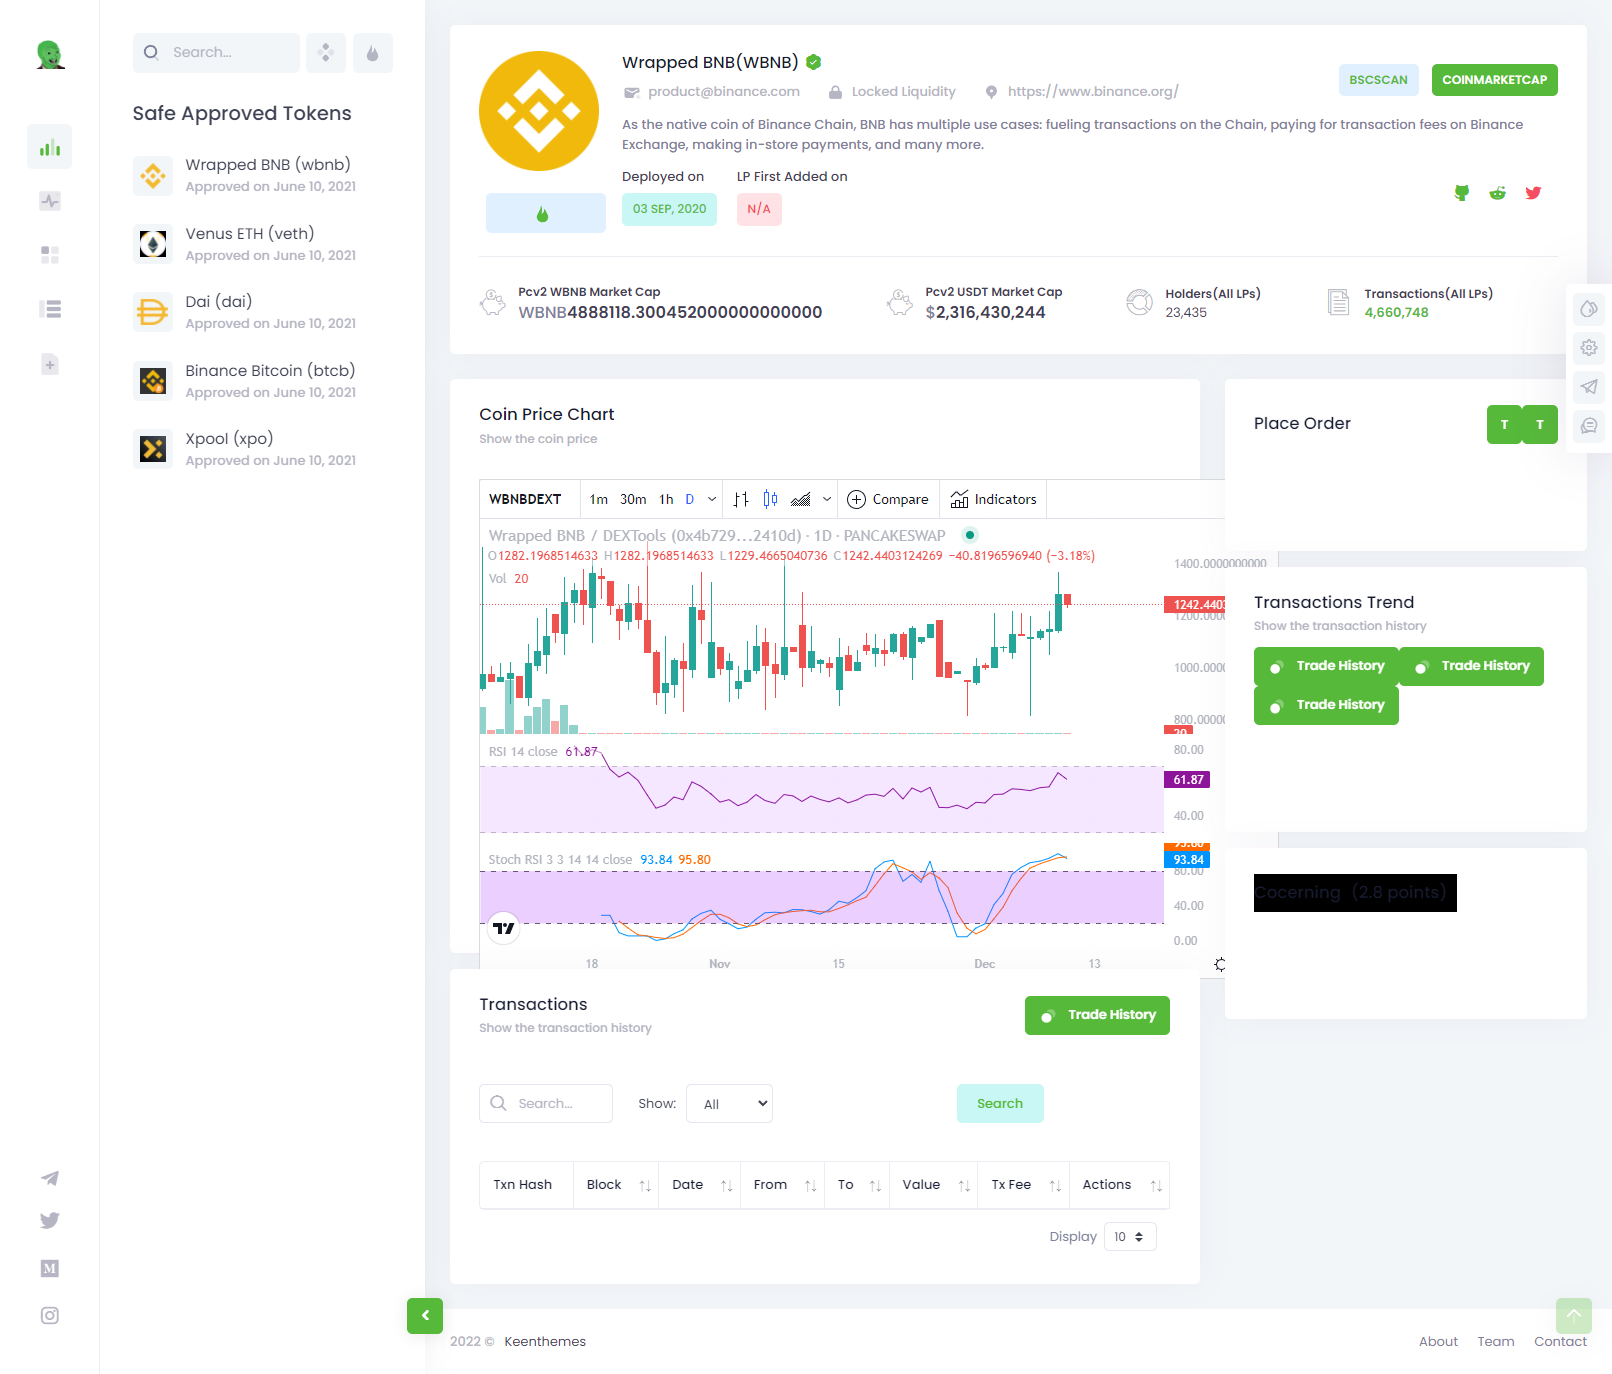 Search...
Safe Approved Tokens
Wrapped BNB (wbnb)
Approved on June 10, 2021
Venus ETH (veth)
Approved on June 10, 2021
Dai (dai)
Approved on June 10, 2021
Binance Bitcoin (btcb)
Approved on June 10, 2021
Xpool (xpo)
Approved on June 10, 2021
Wrapped BNB(WBNB)
product@binance.com Locked Liquidity https://www.binance.org/
BSCSCAN COINMARKETCAP
As the native coin of Binance Chain, BNB has multiple use cases: fueling transactions on the Chain, paying for transaction fees on Binance
Exchange, making in-store payments, and many more.
Deployed on LP First Added on
03 SEP, 2020 N/A
Pcv2 WBNB Market Cap
WBNB4888118.300452000000000000
Pcv2 USDT Market Cap
$2,316,430,244
Holders(All LPs)
23,435
Transactions(All LPs)
4,660,748
Coin Price Chart
Show the coin price
WBNBDEXT 1m 30m 1h D Compare Indicators
Wrapped BNB / DEXTools (0x4b729...2410d) · 1D · PANCAKESWAP
O1282.1968514633 H1282.1968514633 L1229.4665040736 C1242.4403124269 −40.8196596940 (−3.18%)
Vol 20
1400.0000000000
1242.4403
1200.0000
1000.0000
800.0000
20
RSI 14 close 61.87
80.00
61.87
40.00
Stoch RSI 3 3 14 14 close 93.84 95.80
95.80
93.84
80.00
40.00
0.00
18 Nov 15 Dec 13
Place Order
T T
Transactions Trend
Show the transaction history
Trade History Trade History
Trade History
Cocerning (2.8 points)
Transactions
Show the transaction history
Trade History
Search... Show: All Search
Txn Hash Block Date From To Value Tx Fee Actions
Display 10
2022 © Keenthemes
About Team Contact